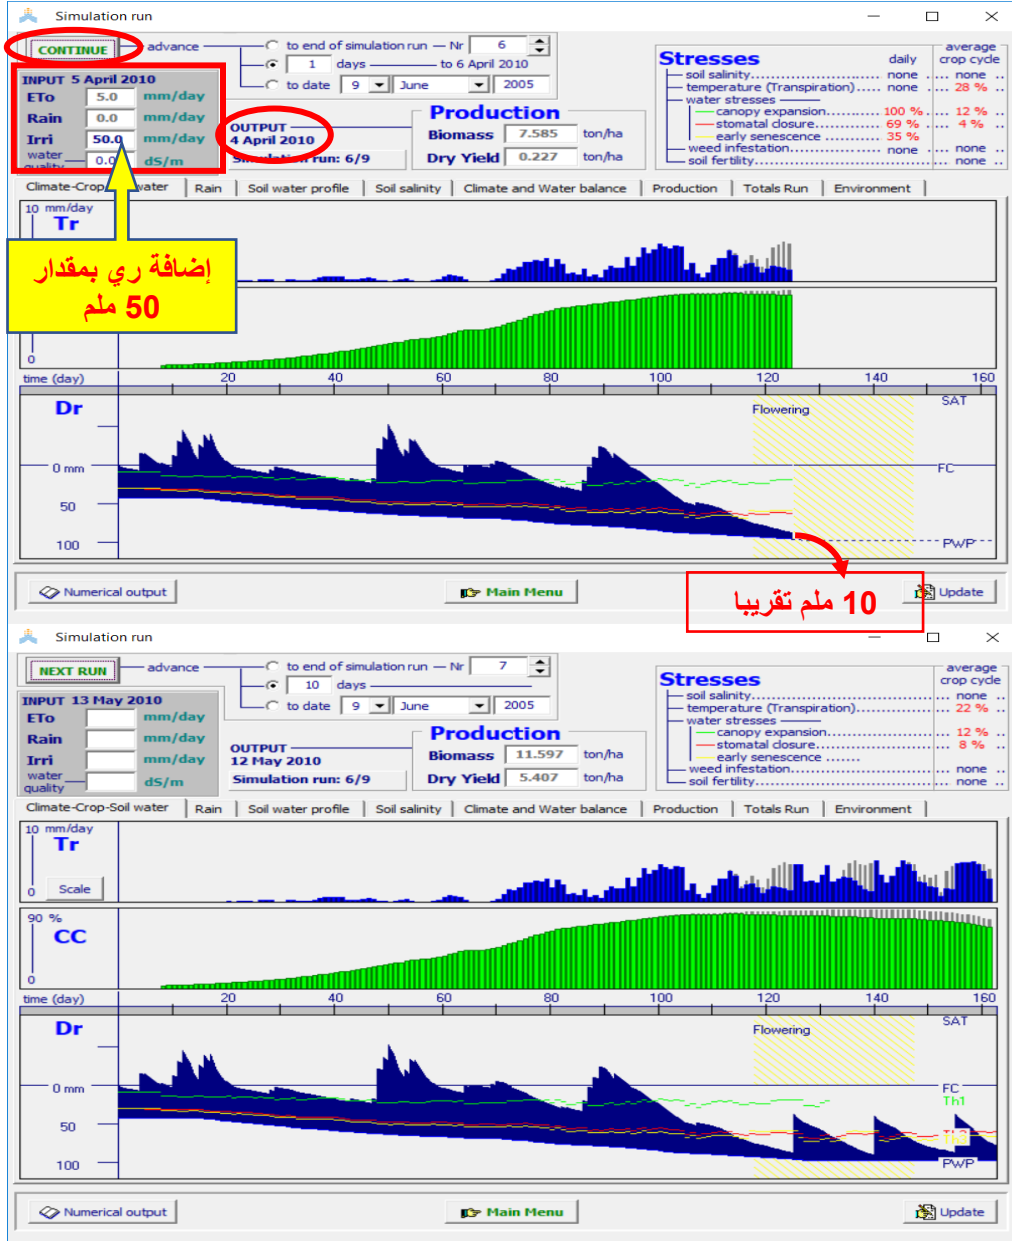 Simulation run
CONTINUE
advance
to end of simulation run
Nr
6
1
days
to 6 April 2010
to date
9
June
2005
INPUT 5 April 2010
ETo
5.0
mm/day
Rain
0.0
mm/day
Irri
50.0
mm/day
water quality
0.0
dS/m
OUTPUT
4 April 2010
Simulation run: 6/9
Production
Biomass
7.585
ton/ha
Dry Yield
0.227
ton/ha
Stresses
daily
average crop cycle
soil salinity
none
none
temperature (Transpiration)
none
28 %
water stresses
canopy expansion
100 %
12 %
stomatal closure
69 %
4 %
early senescence
35 %
weed infestation
none
none
soil fertility
none
Climate-Crop-
water
Rain
Soil water profile
Soil salinity
Climate and Water balance
Production
Totals Run
Environment
10 mm/day
Tr
إضافة ري بمقدار
50 ملم
0
time (day)
20
40
60
80
100
120
140
160
Dr
Flowering
SAT
0 mm
FC
50
100
PWP
10 ملم تقريبا
Numerical output
Main Menu
Update
Simulation run
NEXT RUN
advance
to end of simulation run
Nr
7
10
days
to date
9
June
2005
INPUT 13 May 2010
ETo
mm/day
Rain
mm/day
Irri
mm/day
water quality
dS/m
OUTPUT
12 May 2010
Simulation run: 6/9
Production
Biomass
11.597
ton/ha
Dry Yield
5.407
ton/ha
Stresses
average crop cycle
soil salinity
none
temperature (Transpiration)
22 %
water stresses
canopy expansion
12 %
stomatal closure
8 %
early senescence
weed infestation
none
soil fertility
none
Climate-Crop-Soil water
Rain
Soil water profile
Soil salinity
Climate and Water balance
Production
Totals Run
Environment
10 mm/day
Tr
0
Scale
90 %
CC
0
time (day)
20
40
60
80
100
120
140
160
Dr
Flowering
SAT
0 mm
FC
Th1
50
100
PWP
Numerical output
Main Menu
Update